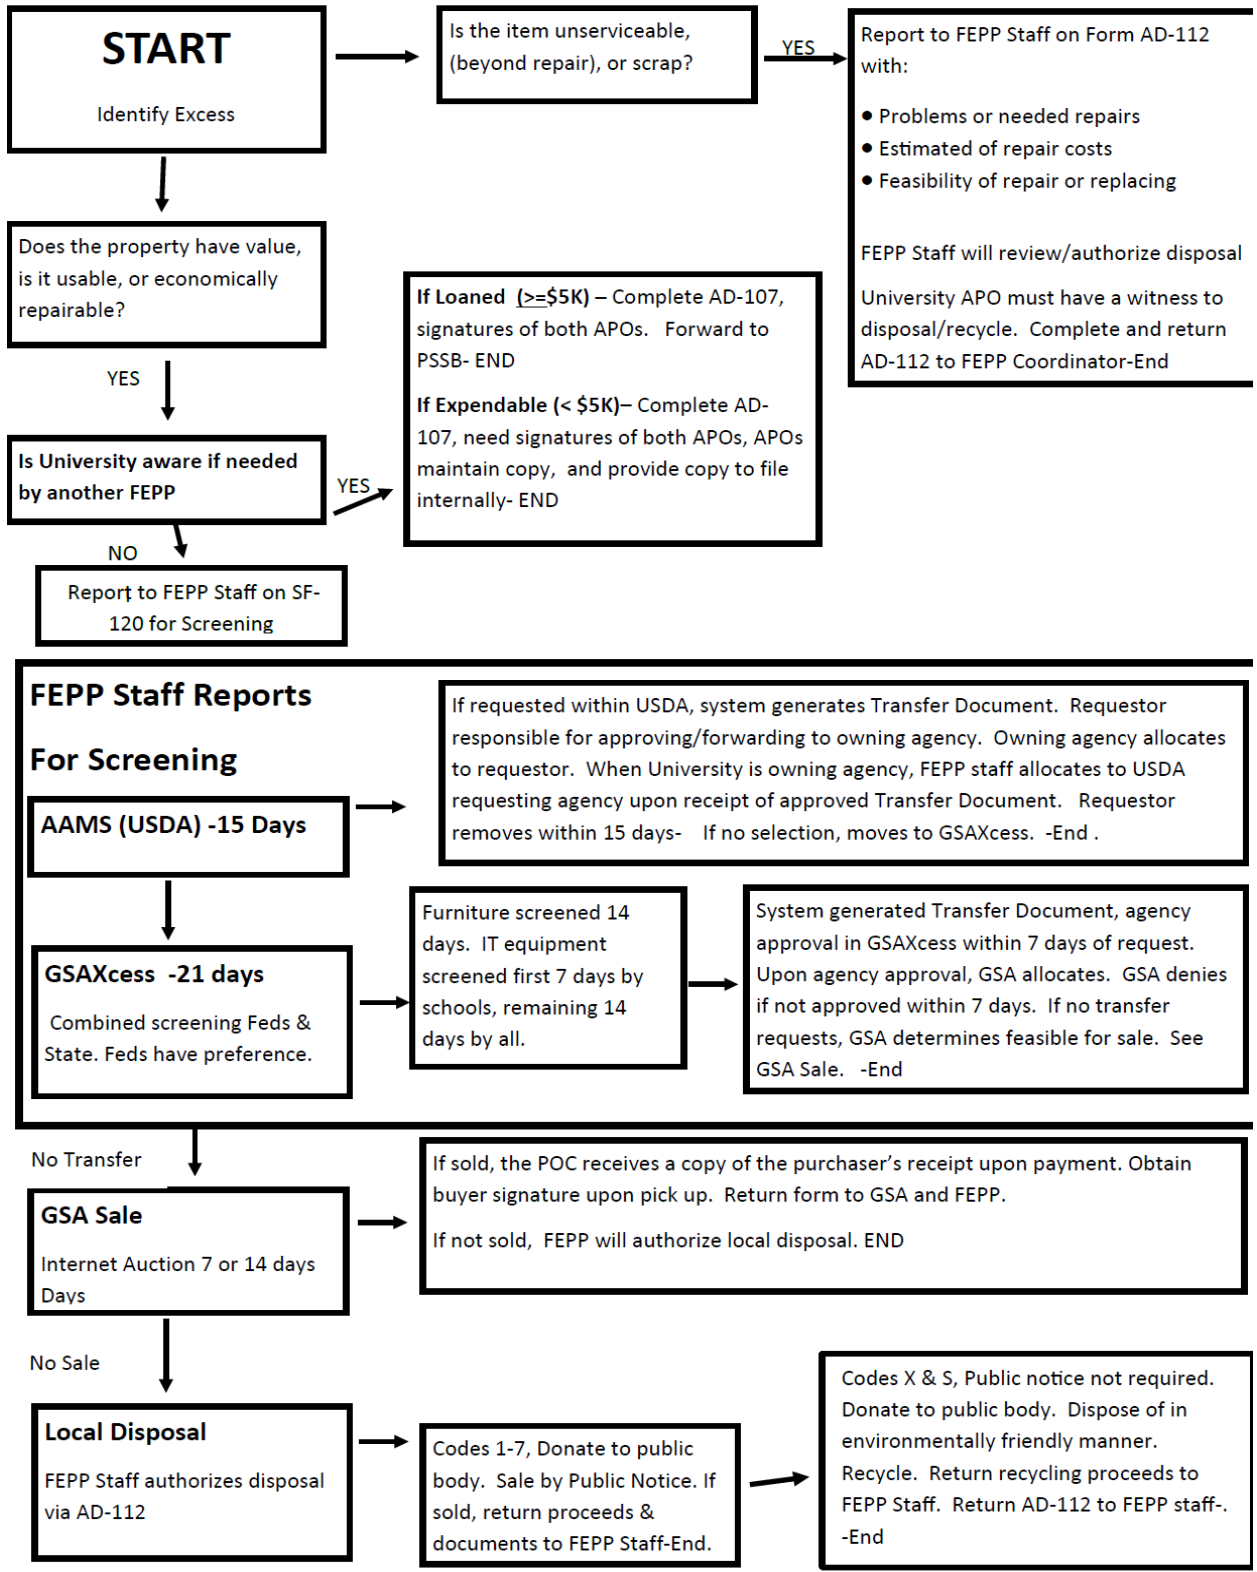 START
Identify Excess
Is the item unserviceable,
(beyond repair), or scrap?
YES
Report to FEPP Staff on Form AD-112
with:
● Problems or needed repairs
● Estimated of repair costs
● Feasibility of repair or replacing
FEPP Staff will review/authorize disposal
University APO must have a witness to
disposal/recycle. Complete and return
AD-112 to FEPP Coordinator-End
Does the property have value,
is it usable, or economically
repairable?
YES
Is University aware if needed
by another FEPP
YES
If Loaned (>=$5K) – Complete AD-107,
signatures of both APOs. Forward to
PSSB- END
If Expendable (< $5K)– Complete AD-
107, need signatures of both APOs, APOs
maintain copy, and provide copy to file
internally- END
NO
Report to FEPP Staff on SF-
120 for Screening
FEPP Staff Reports
For Screening
AAMS (USDA) -15 Days
If requested within USDA, system generates Transfer Document. Requestor
responsible for approving/forwarding to owning agency. Owning agency allocates
to requestor. When University is owning agency, FEPP staff allocates to USDA
requesting agency upon receipt of approved Transfer Document. Requestor
removes within 15 days- If no selection, moves to GSAXcess. -End .
GSAXcess -21 days
Combined screening Feds &
State. Feds have preference.
Furniture screened 14
days. IT equipment
screened first 7 days by
schools, remaining 14
days by all.
System generated Transfer Document, agency
approval in GSAXcess within 7 days of request.
Upon agency approval, GSA allocates. GSA denies
if not approved within 7 days. If no transfer
requests, GSA determines feasible for sale. See
GSA Sale. -End
No Transfer
GSA Sale
Internet Auction 7 or 14 days
Days
If sold, the POC receives a copy of the purchaser’s receipt upon payment. Obtain
buyer signature upon pick up. Return form to GSA and FEPP.
If not sold, FEPP will authorize local disposal. END
No Sale
Local Disposal
FEPP Staff authorizes disposal
via AD-112
Codes 1-7, Donate to public
body. Sale by Public Notice. If
sold, return proceeds &
documents to FEPP Staff-End.
Codes X & S, Public notice not required.
Donate to public body. Dispose of in
environmentally friendly manner.
Recycle. Return recycling proceeds to
FEPP Staff. Return AD-112 to FEPP staff-.
-End